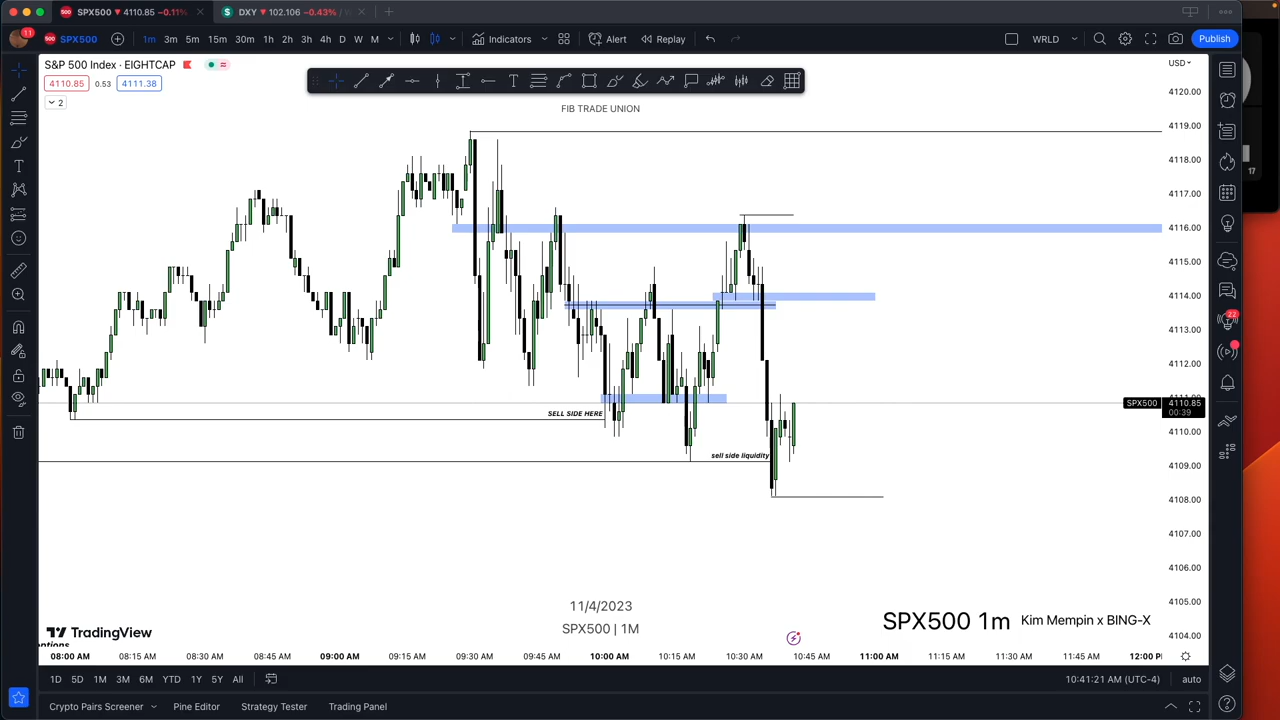 SPX500 ▼ 4110.85 −0.11%
DXY ▼ 102.106 −0.43% /
11
SPX500
1m 3m 5m 15m 30m 1h 2h 3h 4h D W M
Indicators
Alert
Replay
WRLD
Publish
S&P 500 Index · EIGHTCAP
4110.85 0.53 4111.38
2
FIB TRADE UNION
USD
4120.00
4119.00
4118.00
4117.00
4116.00
4115.00
4114.00
4113.00
4112.00
SPX500 4110.85
00:39
4110.00
4109.00
4108.00
4107.00
4106.00
4105.00
4104.00
SELL SIDE HERE
sell side liquidity
17
22
11/4/2023
SPX500 | 1M
SPX500 1m Kim Mempin x BING-X
TradingView
08:00 AM 08:15 AM 08:30 AM 08:45 AM 09:00 AM 09:15 AM 09:30 AM 09:45 AM 10:00 AM 10:15 AM 10:30 AM 10:45 AM 11:00 AM 11:15 AM 11:30 AM 11:45 AM 12:00 P
1D 5D 1M 3M 6M YTD 1Y 5Y All
10:41:21 AM (UTC-4) auto
Crypto Pairs Screener Pine Editor Strategy Tester Trading Panel